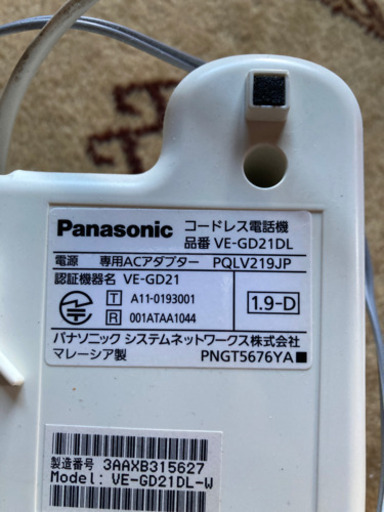 Panasonic コードレス電話機
品番 VE-GD21DL
電源 専用ACアダプター PQLV219JP
認証機器名 VE-GD21
T A11-0193001
R 001ATAA1044
1.9-D
パナソニック システムネットワークス株式会社
マレーシア製 PNGT5676YA■
製造番号 3AAXB315627
Model: VE-GD21DL-W